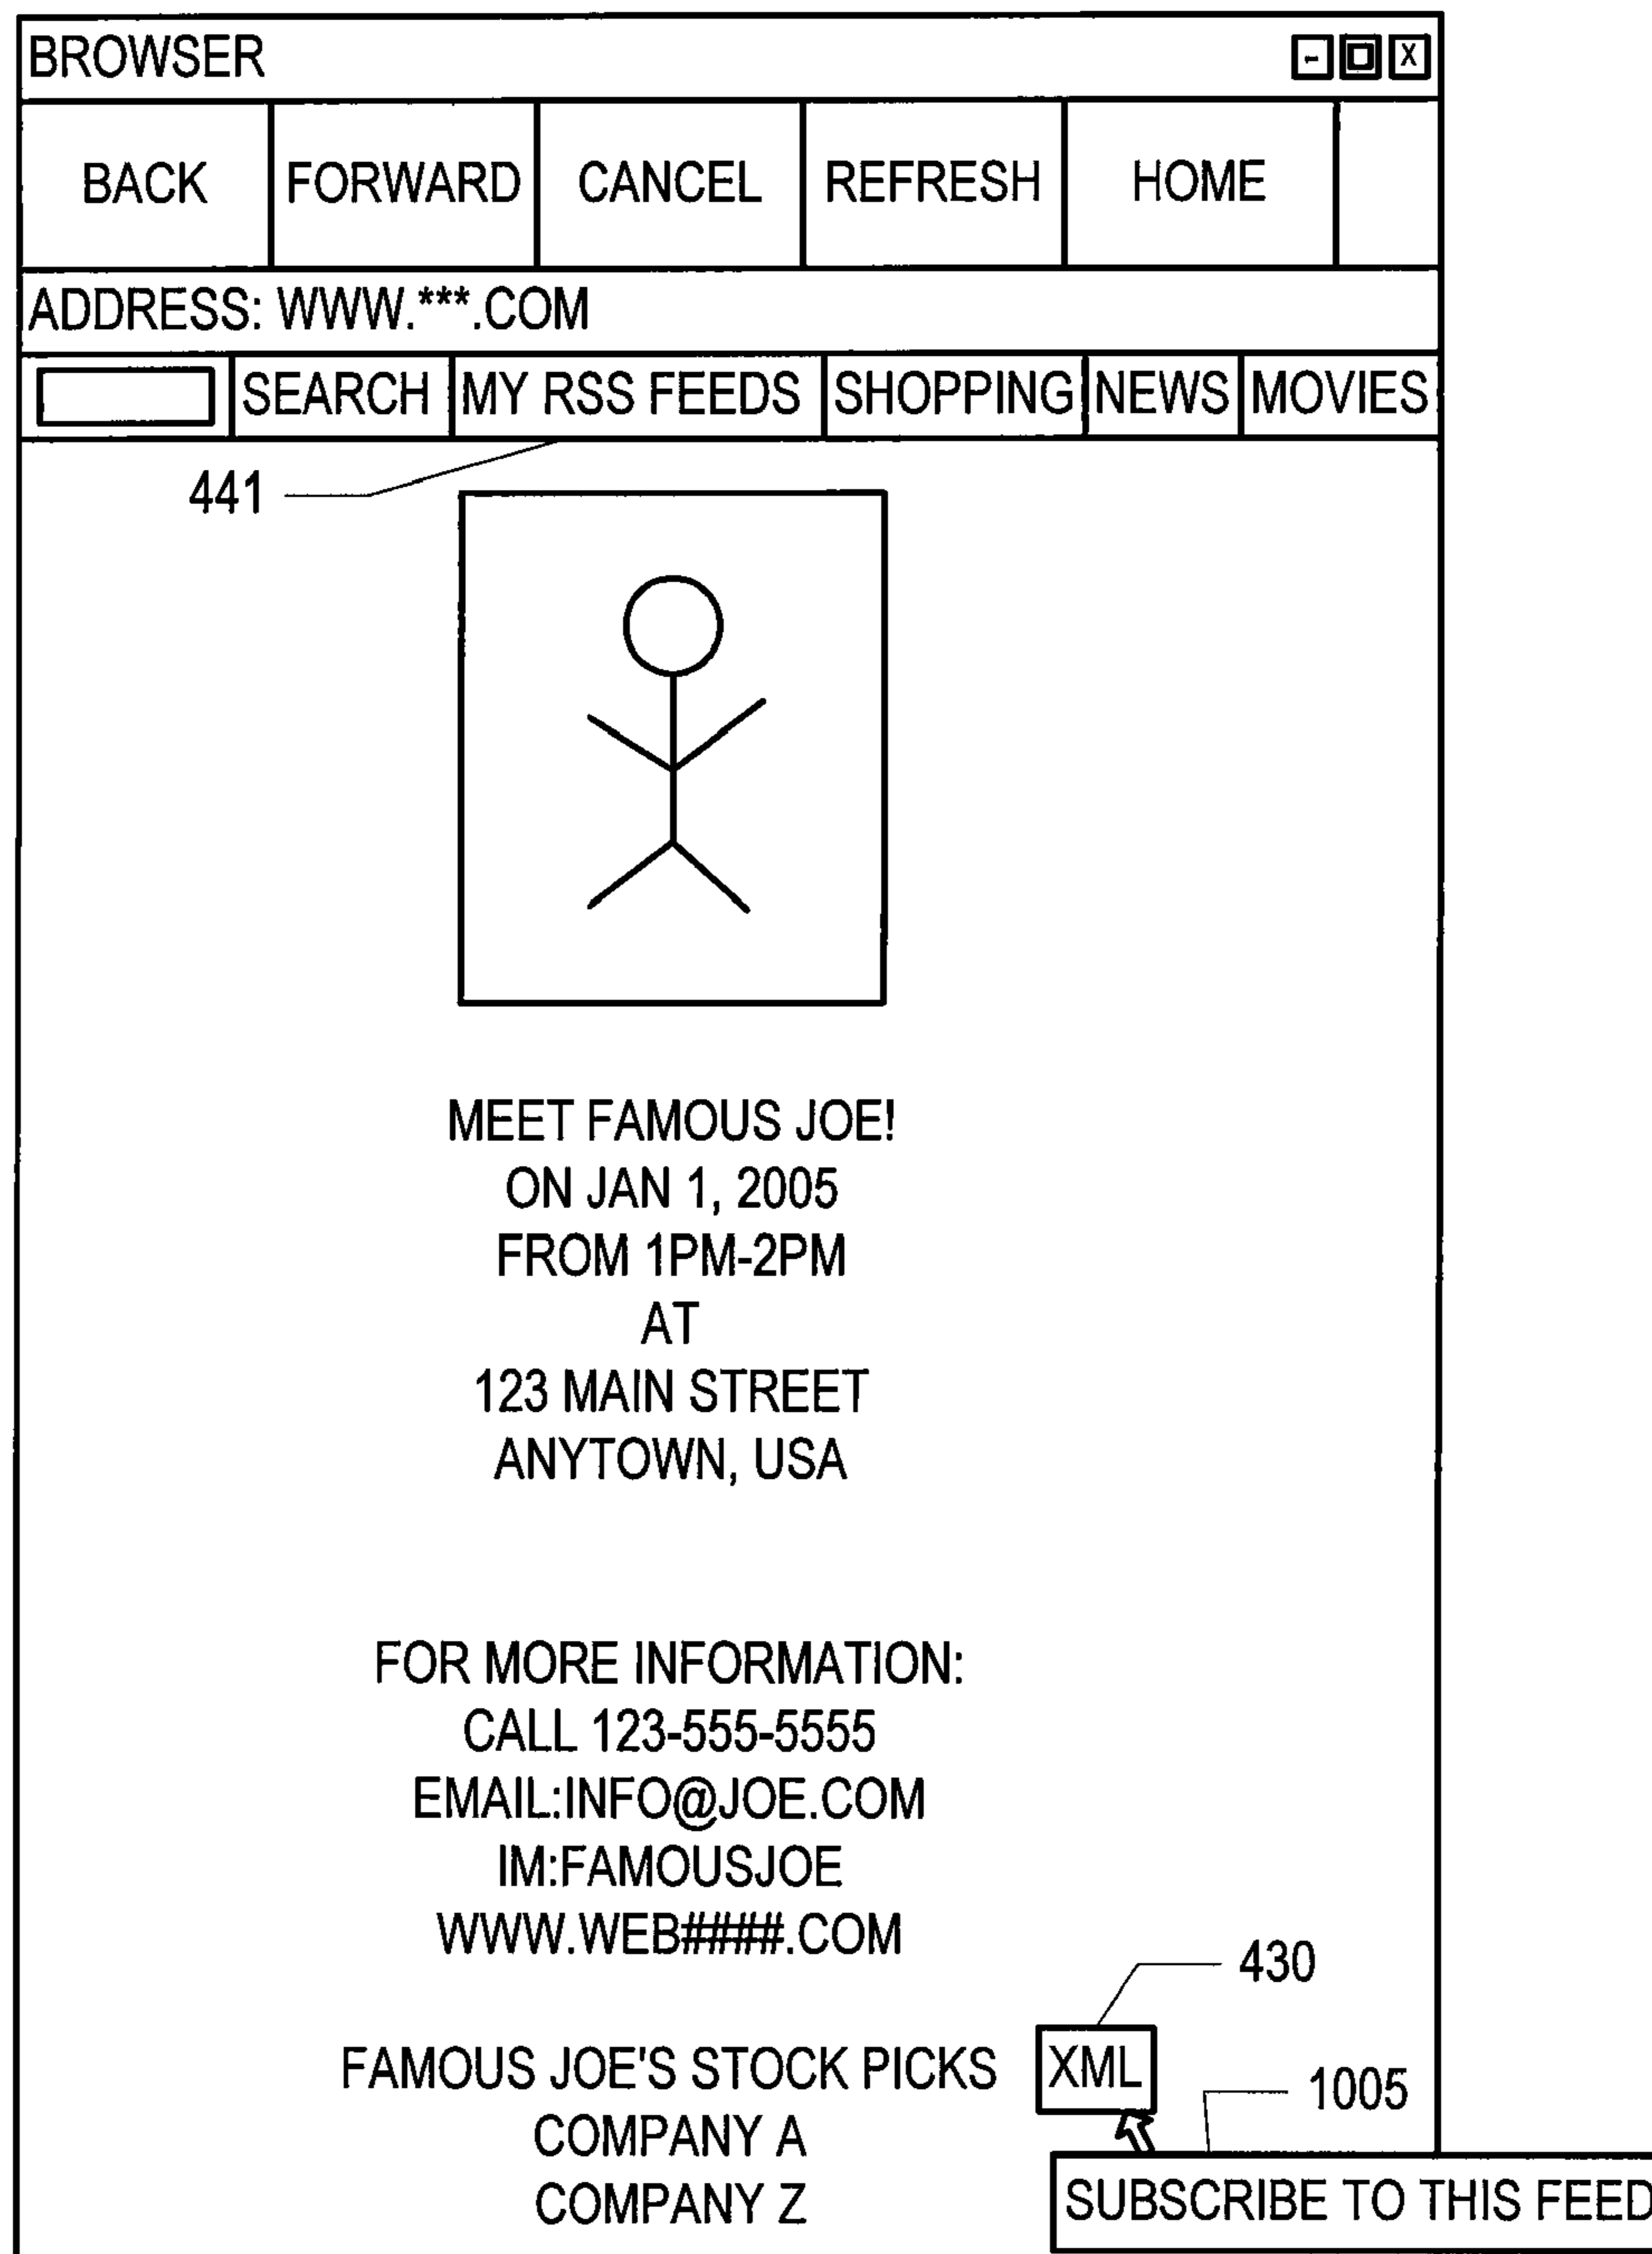 BROWSER - X
BACK FORWARD CANCEL REFRESH HOME
ADDRESS: WWW.***.COM
SEARCH MY RSS FEEDS SHOPPING NEWS MOVIES
441
MEET FAMOUS JOE!
ON JAN 1, 2005
FROM 1PM-2PM
AT
123 MAIN STREET
ANYTOWN, USA
FOR MORE INFORMATION:
CALL 123-555-5555
EMAIL:INFO@JOE.COM
IM:FAMOUSJOE
WWW.WEB####.COM
430
FAMOUS JOE'S STOCK PICKS XML
1005
COMPANY A
COMPANY Z
SUBSCRIBE TO THIS FEED